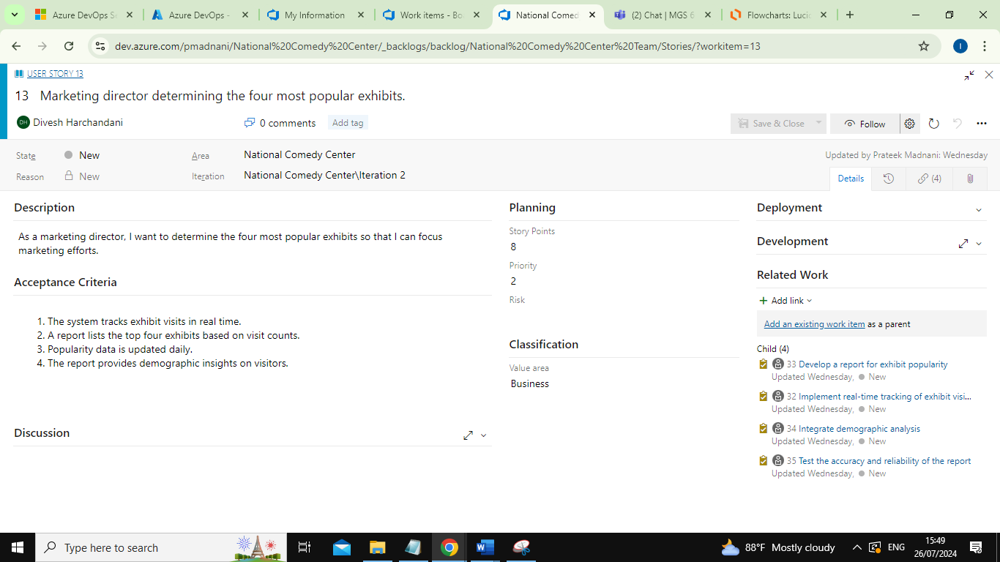 Azure DevOps Se
Azure DevOps -
My Information
Work items - Bo
National Comed
(2) Chat | MGS 6
Flowcharts: Lucid
dev.azure.com/pmadnani/National%20Comedy%20Center/_backlogs/backlog/National%20Comedy%20Center%20Team/Stories/?workitem=13
I
USER STORY 13
13 Marketing director determining the four most popular exhibits.
DH Divesh Harchandani
0 comments
Add tag
Save & Close
Follow
State
New
Area
National Comedy Center
Updated by Prateek Madnani: Wednesday
Reason
New
Iteration
National Comedy Center\Iteration 2
Details
(4)
Description
As a marketing director, I want to determine the four most popular exhibits so that I can focus
marketing efforts.
Acceptance Criteria
1. The system tracks exhibit visits in real time.
2. A report lists the top four exhibits based on visit counts.
3. Popularity data is updated daily.
4. The report provides demographic insights on visitors.
Discussion
Planning
Story Points
8
Priority
2
Risk
Classification
Value area
Business
Deployment
Development
Related Work
Add link
Add an existing work item as a parent
Child (4)
33 Develop a report for exhibit popularity
Updated Wednesday, New
32 Implement real-time tracking of exhibit visi...
Updated Wednesday, New
34 Integrate demographic analysis
Updated Wednesday, New
35 Test the accuracy and reliability of the report
Updated Wednesday, New
Type here to search
88°F Mostly cloudy
ENG
15:49
26/07/2024